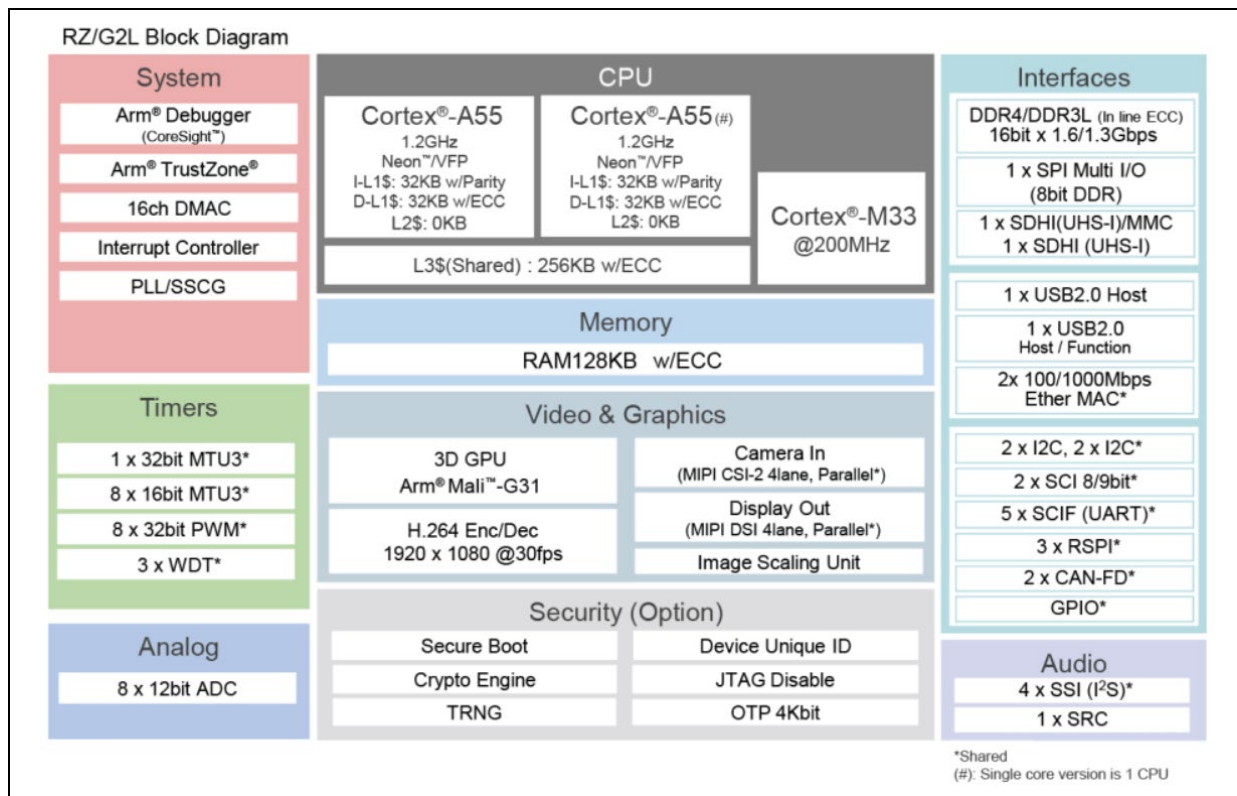 RZ/G2L Block Diagram
System
Arm® Debugger
(CoreSight™)
Arm® TrustZone®
16ch DMAC
Interrupt Controller
PLL/SSCG
Timers
1 x 32bit MTU3*
8 x 16bit MTU3*
8 x 32bit PWM*
3 x WDT*
Analog
8 x 12bit ADC
CPU
Cortex®-A55
1.2GHz
Neon™/VFP
I-L1$: 32KB w/Parity
D-L1$: 32KB w/ECC
L2$: 0KB
Cortex®-A55 (#)
1.2GHz
Neon™/VFP
I-L1$: 32KB w/Parity
D-L1$: 32KB w/ECC
L2$: 0KB
L3$(Shared) : 256KB w/ECC
Cortex®-M33
@200MHz
Memory
RAM128KB w/ECC
Video & Graphics
3D GPU
Arm® Mali™-G31
H.264 Enc/Dec
1920 x 1080 @30fps
Camera In
(MIPI CSI-2 4lane, Parallel*)
Display Out
(MIPI DSI 4lane, Parallel*)
Image Scaling Unit
Security (Option)
Secure Boot
Crypto Engine
TRNG
Device Unique ID
JTAG Disable
OTP 4Kbit
Interfaces
DDR4/DDR3L (In line ECC)
16bit x 1.6/1.3Gbps
1 x SPI Multi I/O
(8bit DDR)
1 x SDHI(UHS-I)/MMC
1 x SDHI (UHS-I)
1 x USB2.0 Host
1 x USB2.0
Host / Function
2x 100/1000Mbps
Ether MAC*
2 x I2C, 2 x I2C*
2 x SCI 8/9bit*
5 x SCIF (UART)*
3 x RSPI*
2 x CAN-FD*
GPIO*
Audio
4 x SSI (I²S)*
1 x SRC
*Shared
(#): Single core version is 1 CPU